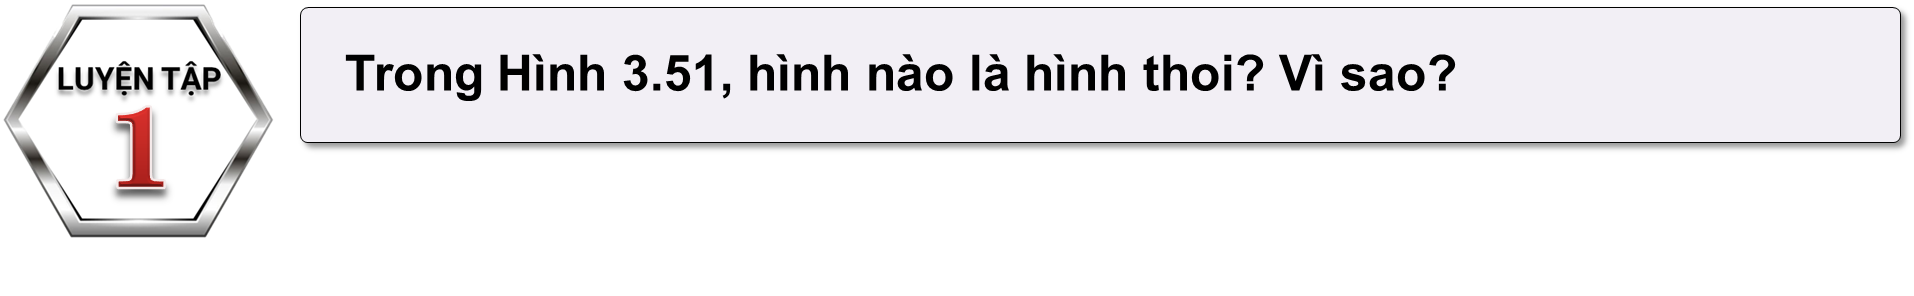 LUYỆN TẬP
1
Trong Hình 3.51, hình nào là hình thoi? Vì sao?